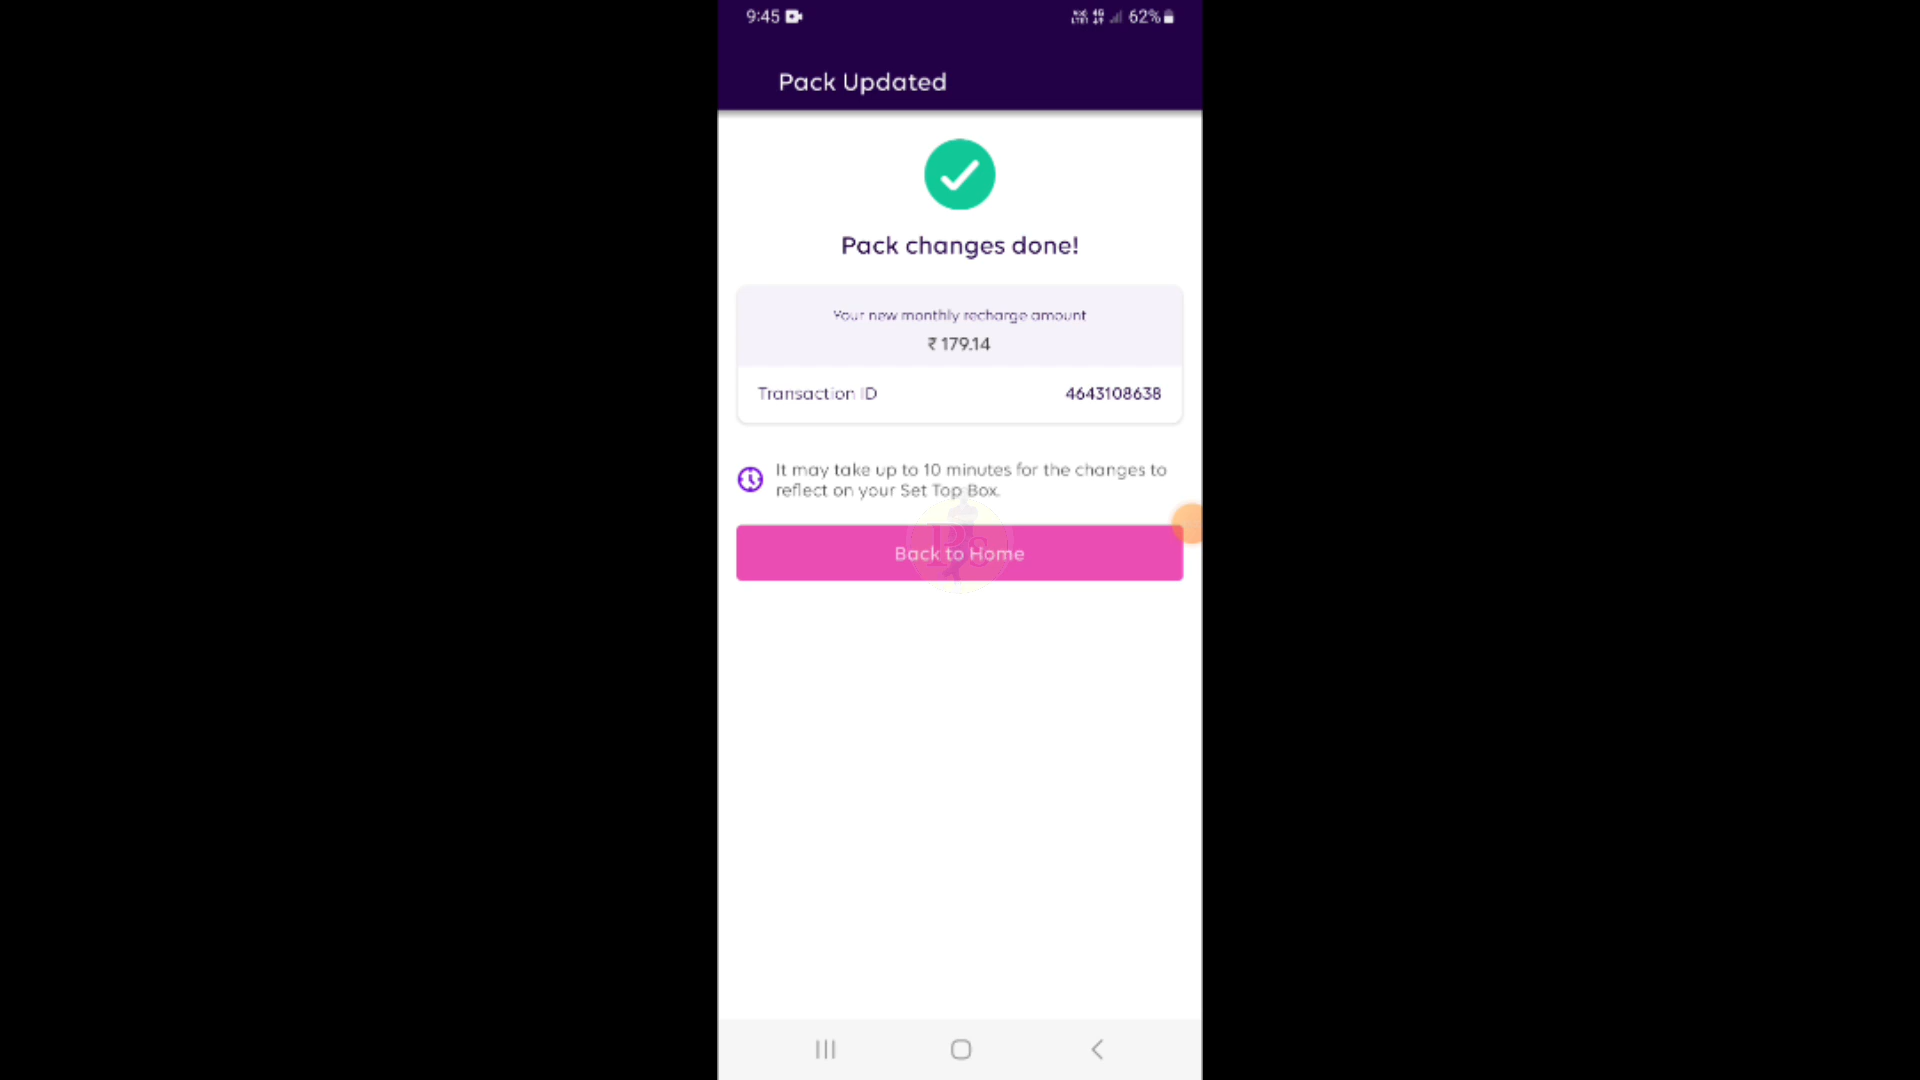 9:45
62%
Pack Updated
Pack changes done!
Your new monthly recharge amount
₹ 179.14
Transaction ID 4643108638
It may take up to 10 minutes for the changes to
reflect on your Set Top Box.
Back to Home
Ps